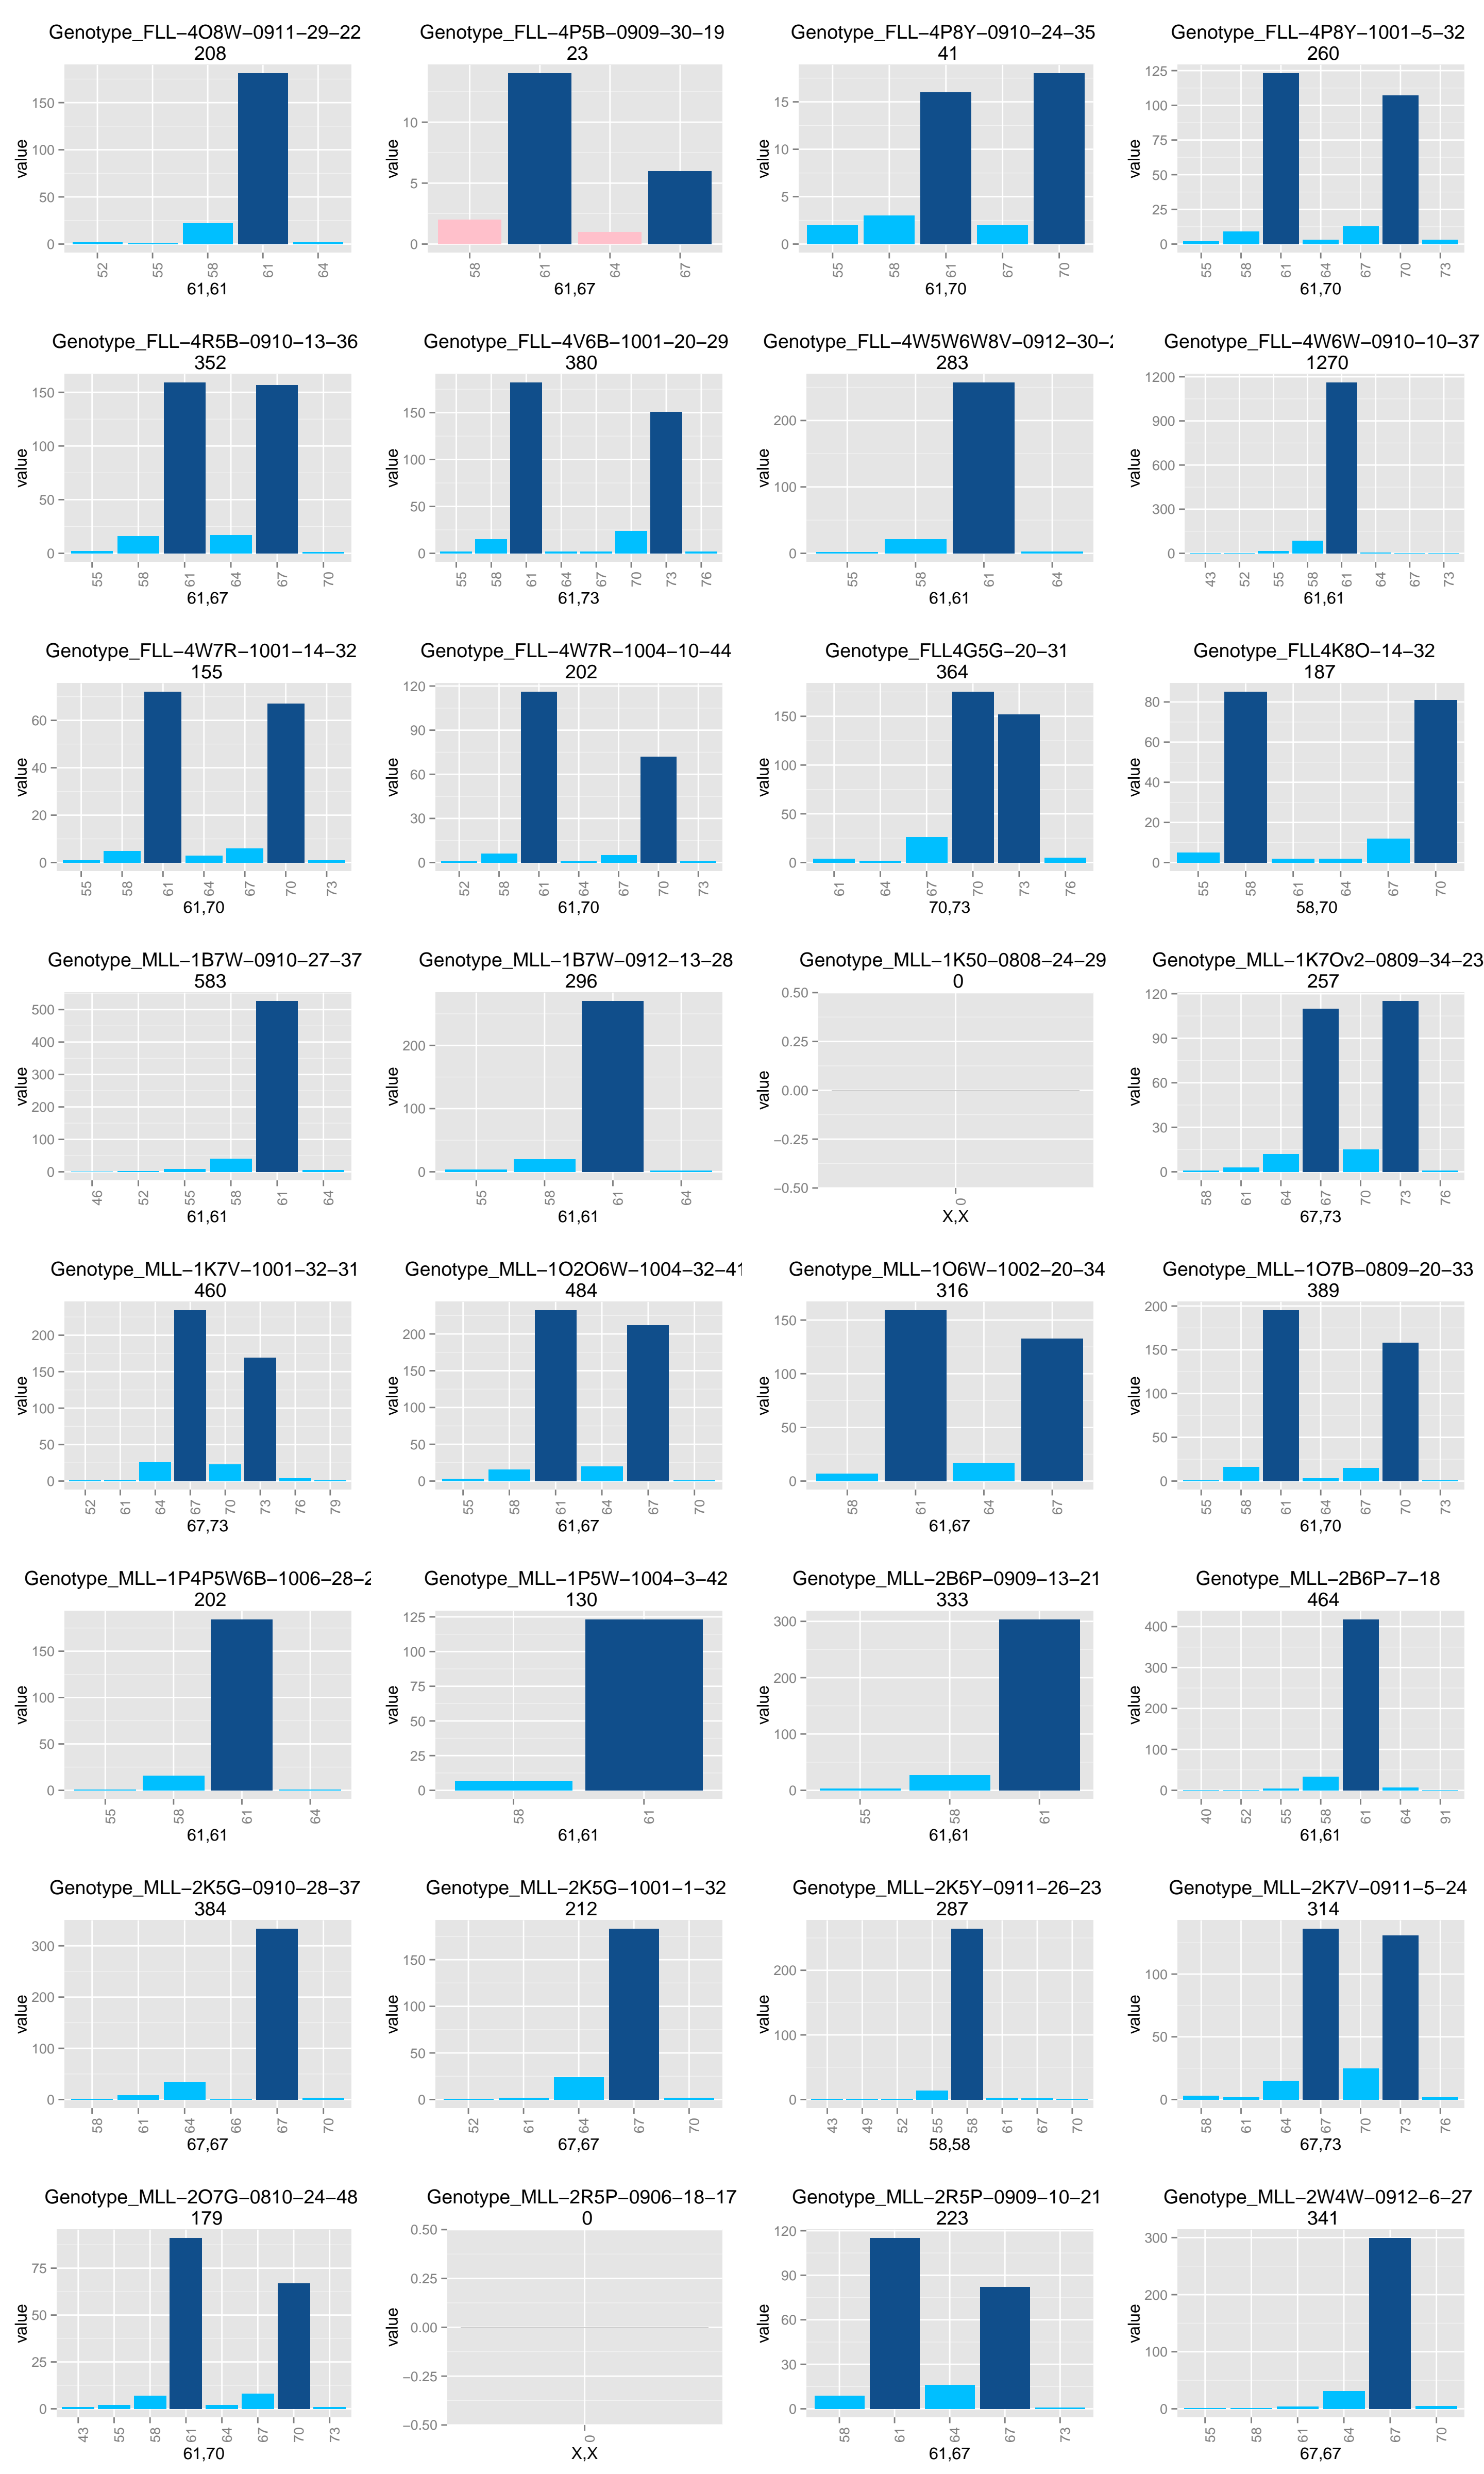 Genotype_FLL−4O8W−0911−29−22
208
150
100
50
0
value
52 55 58 61 64
61,61
Genotype_FLL−4P5B−0909−30−19
23
10
5
0
value
58 61 64 67
61,67
Genotype_FLL−4P8Y−0910−24−35
41
15
10
5
0
value
55 58 61 67 70
61,70
Genotype_FLL−4P8Y−1001−5−32
260
125
100
75
50
25
0
value
55 58 61 64 67 70 73
61,70
Genotype_FLL−4R5B−0910−13−36
352
150
100
50
0
value
55 58 61 64 67 70
61,67
Genotype_FLL−4V6B−1001−20−29
380
150
100
50
0
value
55 58 61 64 67 70 73 76
61,73
Genotype_FLL−4W5W6W8V−0912−30−
283
200
100
0
value
55 58 61 64
61,61
Genotype_FLL−4W6W−0910−10−37
1270
1200
900
600
300
0
value
43 52 55 58 61 64 67 73
61,61
Genotype_FLL−4W7R−1001−14−32
155
60
40
20
0
value
55 58 61 64 67 70 73
61,70
Genotype_FLL−4W7R−1004−10−44
202
120
90
60
30
0
value
52 58 61 64 67 70 73
61,70
Genotype_FLL4G5G−20−31
364
150
100
50
0
value
61 64 67 70 73 76
70,73
Genotype_FLL4K8O−14−32
187
80
60
40
20
0
value
55 58 61 64 67 70
58,70
Genotype_MLL−1B7W−0910−27−37
583
500
400
300
200
100
0
value
46 52 55 58 61 64
61,61
Genotype_MLL−1B7W−0912−13−28
296
200
100
0
value
55 58 61 64
61,61
Genotype_MLL−1K50−0808−24−29
0
0.50
0.25
0.00
−0.25
−0.50
value
0
X,X
Genotype_MLL−1K7Ov2−0809−34−23
257
120
90
60
30
0
value
58 61 64 67 70 73 76
67,73
Genotype_MLL−1K7V−1001−32−31
460
200
150
100
50
0
value
52 61 64 67 70 73 76 79
67,73
Genotype_MLL−1O2O6W−1004−32−41
484
200
150
100
50
0
value
55 58 61 64 67 70
61,67
Genotype_MLL−1O6W−1002−20−34
316
150
100
50
0
value
58 61 64 67
61,67
Genotype_MLL−1O7B−0809−20−33
389
200
150
100
50
0
value
55 58 61 64 67 70 73
61,70
Genotype_MLL−1P4P5W6B−1006−28−
202
150
100
50
0
value
55 58 61 64
61,61
Genotype_MLL−1P5W−1004−3−42
130
125
100
75
50
25
0
value
58 61
61,61
Genotype_MLL−2B6P−0909−13−21
333
300
200
100
0
value
55 58 61
61,61
Genotype_MLL−2B6P−7−18
464
400
300
200
100
0
value
40 52 55 58 61 64 91
61,61
Genotype_MLL−2K5G−0910−28−37
384
300
200
100
0
value
58 61 64 66 67 70
67,67
Genotype_MLL−2K5G−1001−1−32
212
150
100
50
0
value
52 61 64 67 70
67,67
Genotype_MLL−2K5Y−0911−26−23
287
200
100
0
value
43 49 52 55 58 61 67 70
58,58
Genotype_MLL−2K7V−0911−5−24
314
100
50
0
value
58 61 64 67 70 73 76
67,73
Genotype_MLL−2O7G−0810−24−48
179
75
50
25
0
value
43 55 58 61 64 67 70 73
61,70
Genotype_MLL−2R5P−0906−18−17
0
0.50
0.25
0.00
−0.25
−0.50
value
0
X,X
Genotype_MLL−2R5P−0909−10−21
223
120
90
60
30
0
value
58 61 64 67 73
61,67
Genotype_MLL−2W4W−0912−6−27
341
300
200
100
0
value
55 58 61 64 67 70
67,67